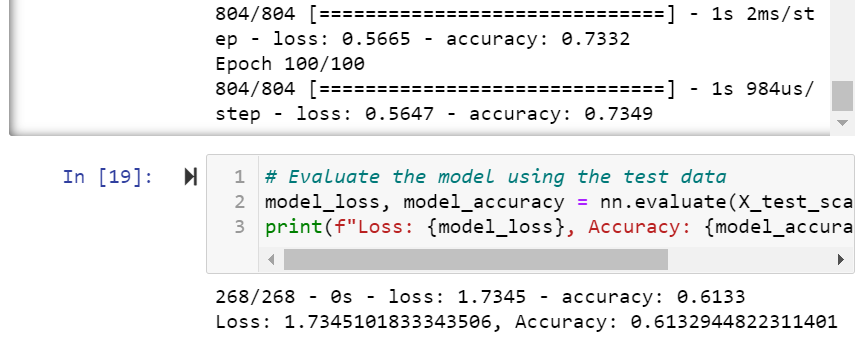 804/804 [==============================] - 1s 2ms/st
ep - loss: 0.5665 - accuracy: 0.7332
Epoch 100/100
804/804 [==============================] - 1s 984us/
step - loss: 0.5647 - accuracy: 0.7349
In [19]:
1 # Evaluate the model using the test data
2 model_loss, model_accuracy = nn.evaluate(X_test_sca
3 print(f"Loss: {model_loss}, Accuracy: {model_accura
268/268 - 0s - loss: 1.7345 - accuracy: 0.6133
Loss: 1.7345101833343506, Accuracy: 0.6132944822311401